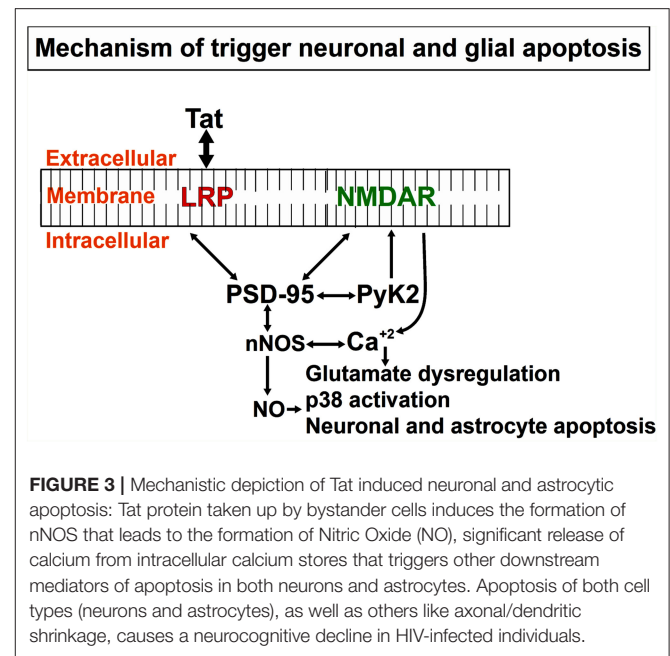 Mechanism of trigger neuronal and glial apoptosis
Tat
Extracellular
Membrane LRP NMDAR
Intracellular
PSD-95 PyK2
nNOS Ca+2
Glutamate dysregulation
NO p38 activation
Neuronal and astrocyte apoptosis
FIGURE 3 | Mechanistic depiction of Tat induced neuronal and astrocytic
apoptosis: Tat protein taken up by bystander cells induces the formation of
nNOS that leads to the formation of Nitric Oxide (NO), significant release of
calcium from intracellular calcium stores that triggers other downstream
mediators of apoptosis in both neurons and astrocytes. Apoptosis of both cell
types (neurons and astrocytes), as well as others like axonal/dendritic
shrinkage, causes a neurocognitive decline in HIV-infected individuals.